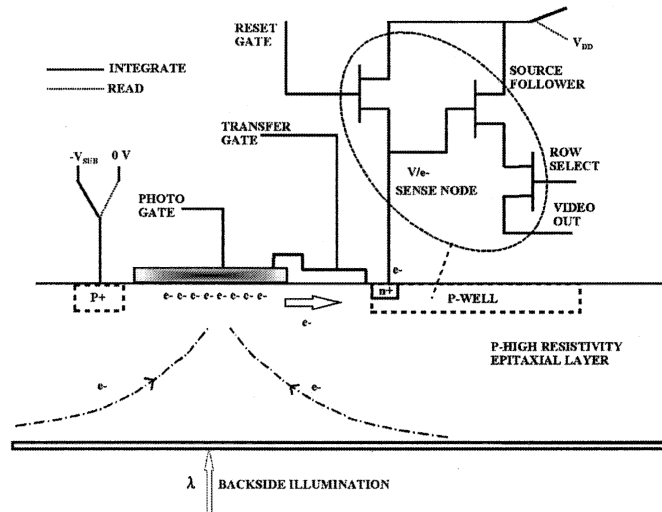 RESET
GATE
V_DD
INTEGRATE
READ
SOURCE
FOLLOWER
TRANSFER
GATE
-V_SUB 0 V
ROW
SELECT
V/e-
SENSE NODE
PHOTO
GATE
VIDEO
OUT
e-
P+
e- e- e- e- e- e- e- e-
e-
n+
P-WELL
P-HIGH RESISTIVITY
EPITAXIAL LAYER
e-
e-
λ BACKSIDE ILLUMINATION